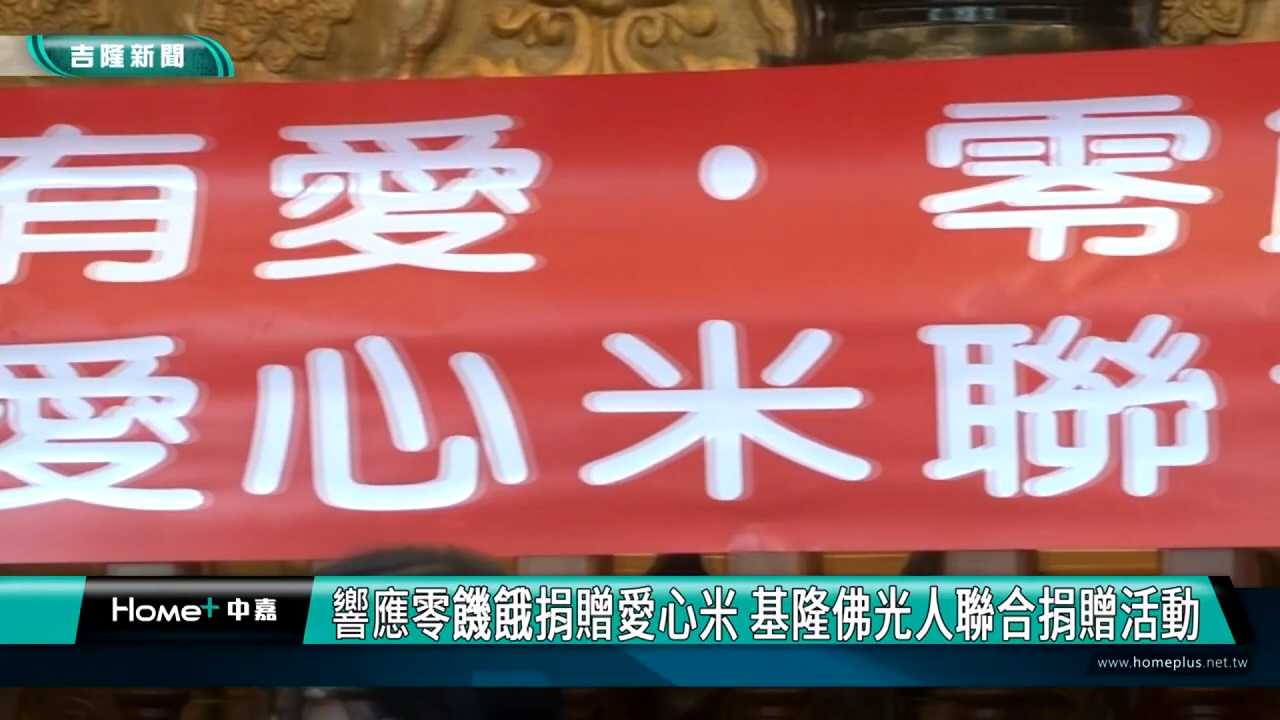 吉隆新聞
有愛·零
愛心米聯
Home+中嘉
響應零饑餓捐贈愛心米 基隆佛光人聯合捐贈活動
www.homeplus.net.tw